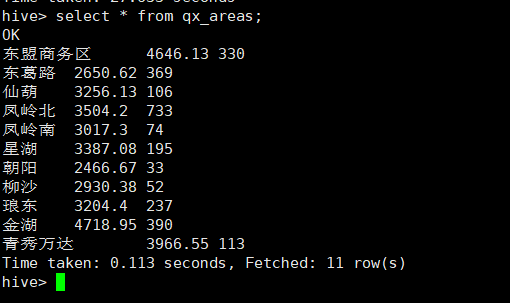 hive> select * from qx_areas;
OK
东盟商务区 4646.13 330
东葛路 2650.62 369
仙葫 3256.13 106
凤岭北 3504.2 733
凤岭南 3017.3 74
星湖 3387.08 195
朝阳 2466.67 33
柳沙 2930.38 52
琅东 3204.4 237
金湖 4718.95 390
青秀万达 3966.55 113
Time taken: 0.113 seconds, Fetched: 11 row(s)
hive>